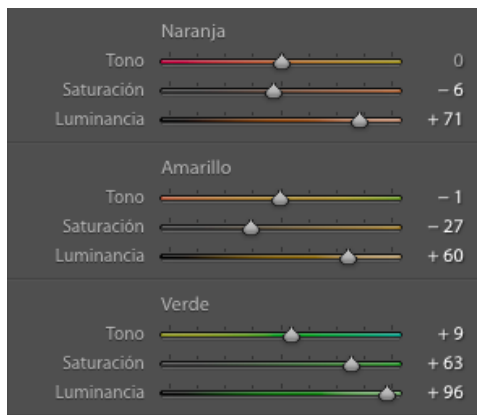 Naranja
Tono 0
Saturación – 6
Luminancia + 71
Amarillo
Tono – 1
Saturación – 27
Luminancia + 60
Verde
Tono + 9
Saturación + 63
Luminancia + 96